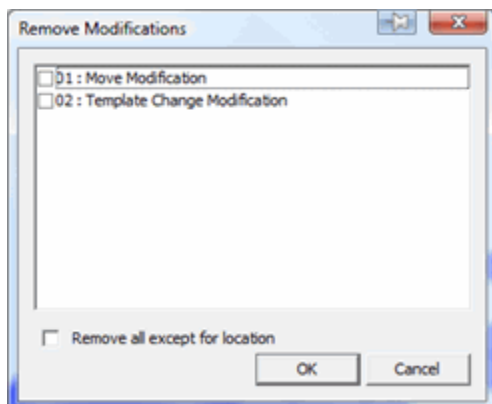 Remove Modifications
01 : Move Modification
02 : Template Change Modification
Remove all except for location
OK
Cancel